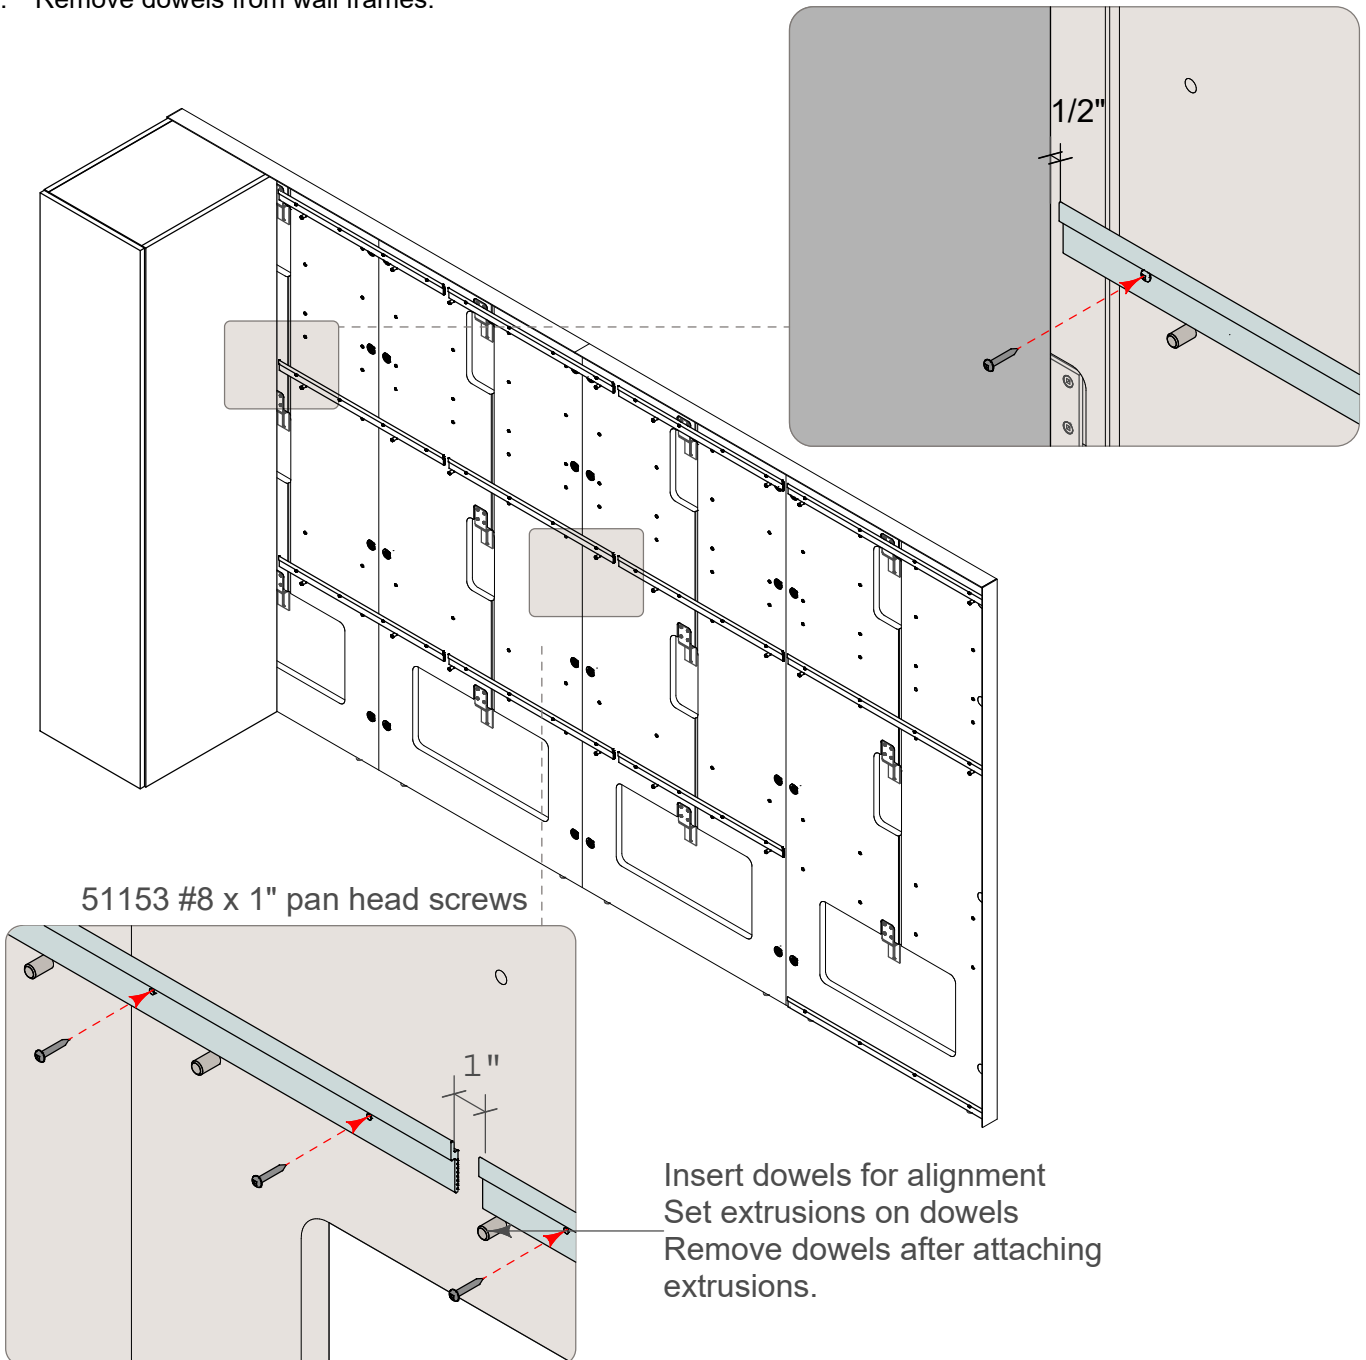 . Remove dowels from wall frames.
1/2"
51153 #8 x 1" pan head screws
1"
Insert dowels for alignment
Set extrusions on dowels
Remove dowels after attaching
extrusions.